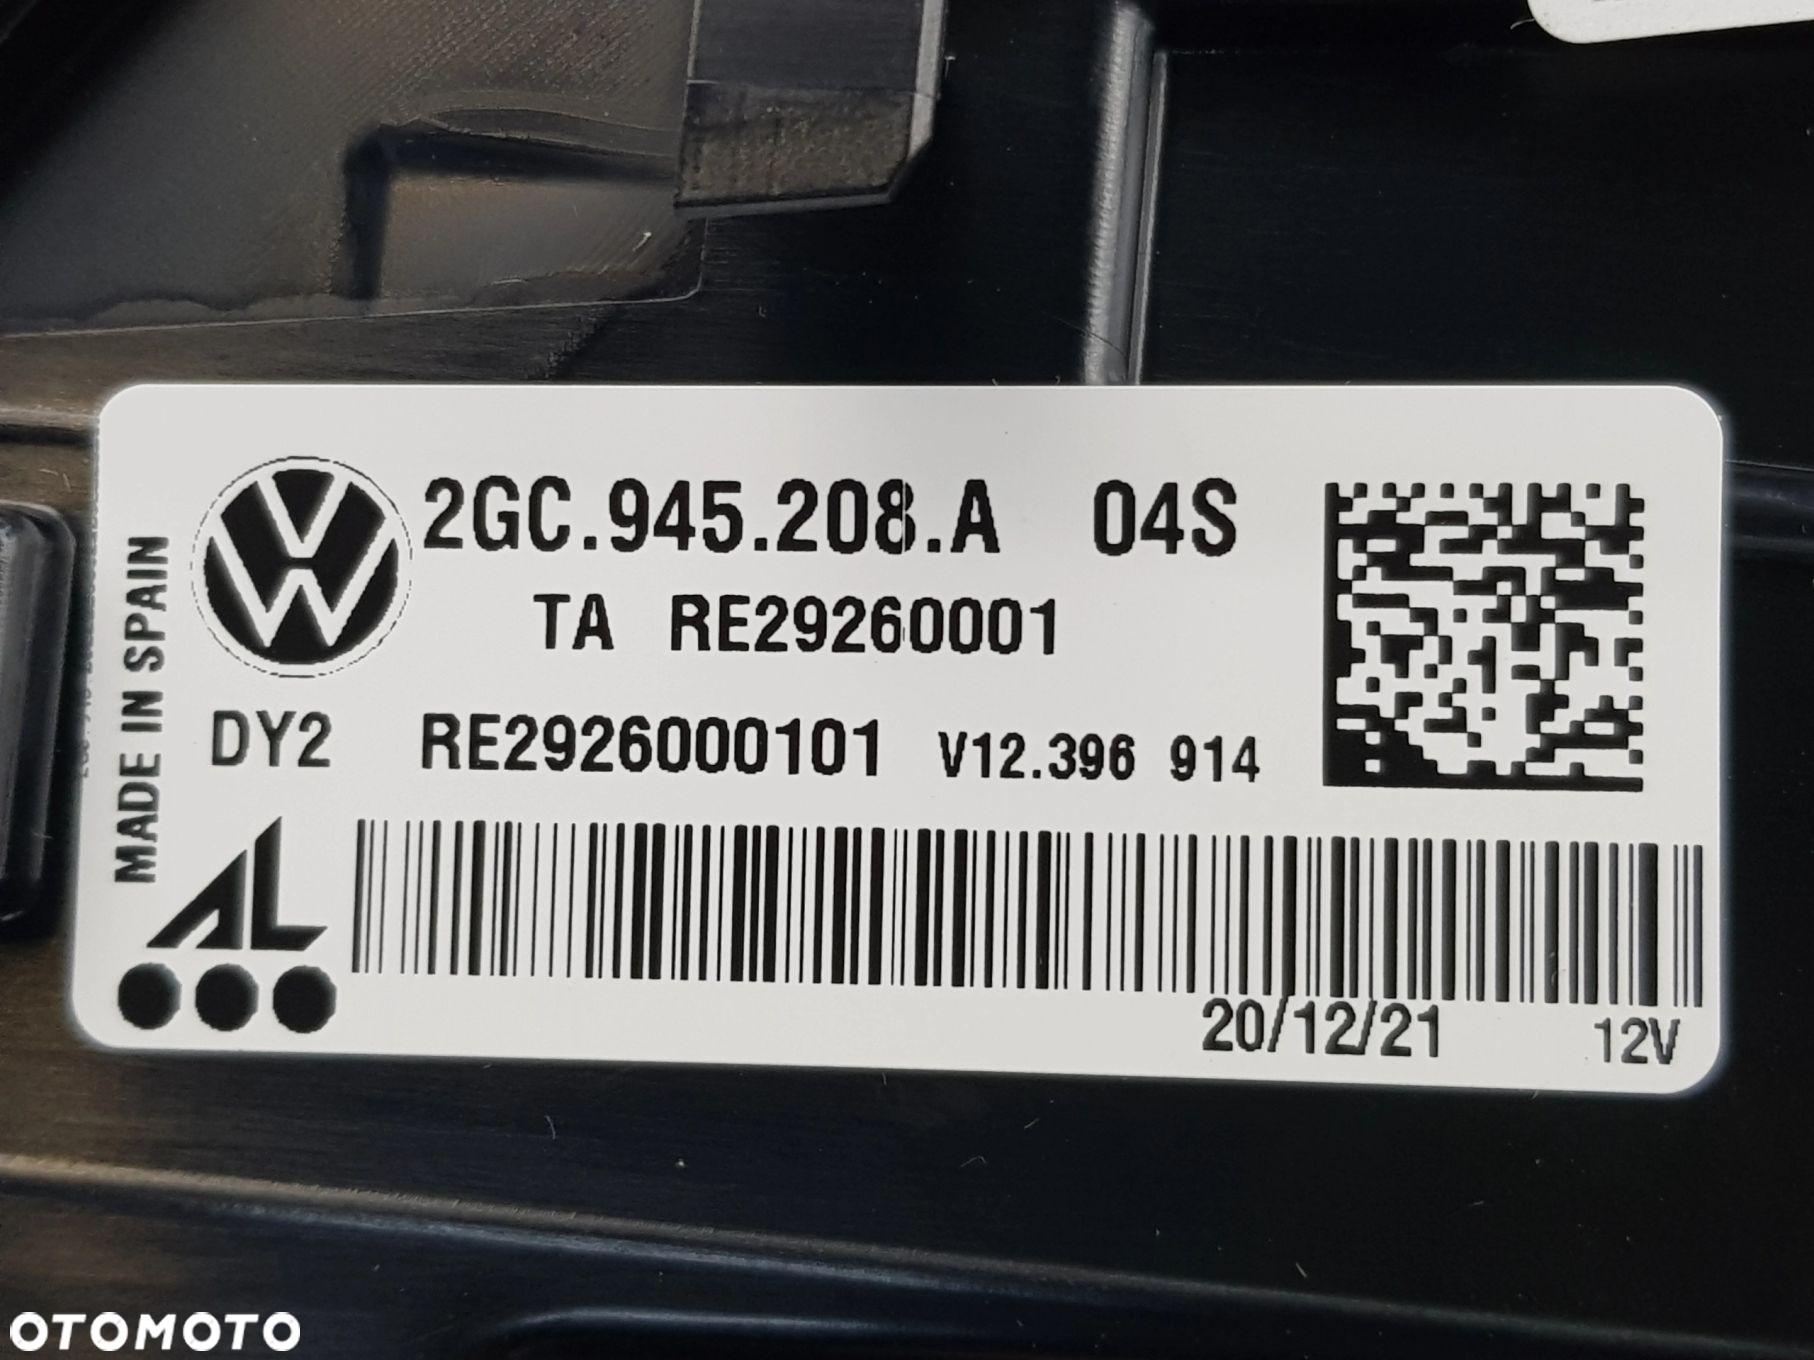 2GC.945.208.A 04S
TA RE29260001
DY2 RE2926000101 V12.396 914
MADE IN SPAIN
AL
20/12/21 12V
OTOMOTO